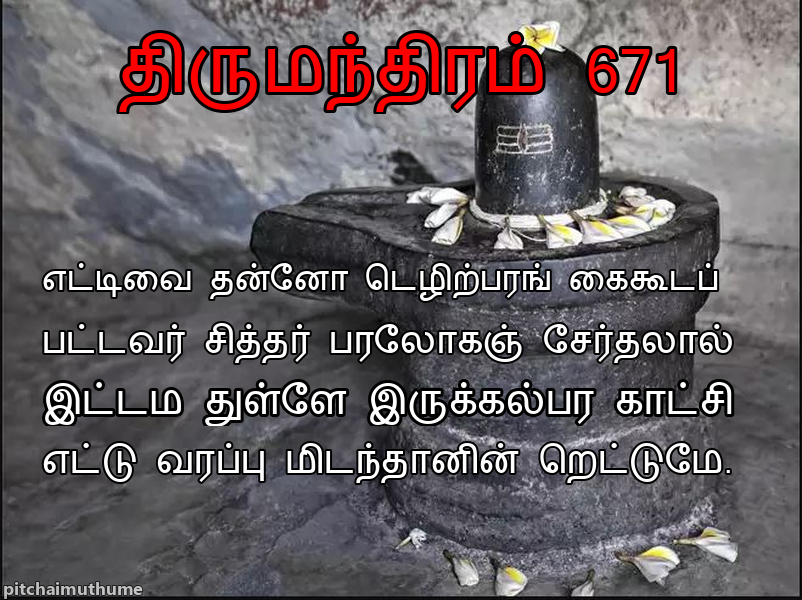 திருமந்திரம் 671
எட்டிவை தன்னோ டெழிற்பரங் கைகூடப்
பட்டவர் சித்தர் பரலோகஞ் சேர்தலால்
இட்டம துள்ளே இருக்கல்பர காட்சி
எட்டு வரப்பு மிடந்தானின் றெட்டுமே.
pitchaimuthume